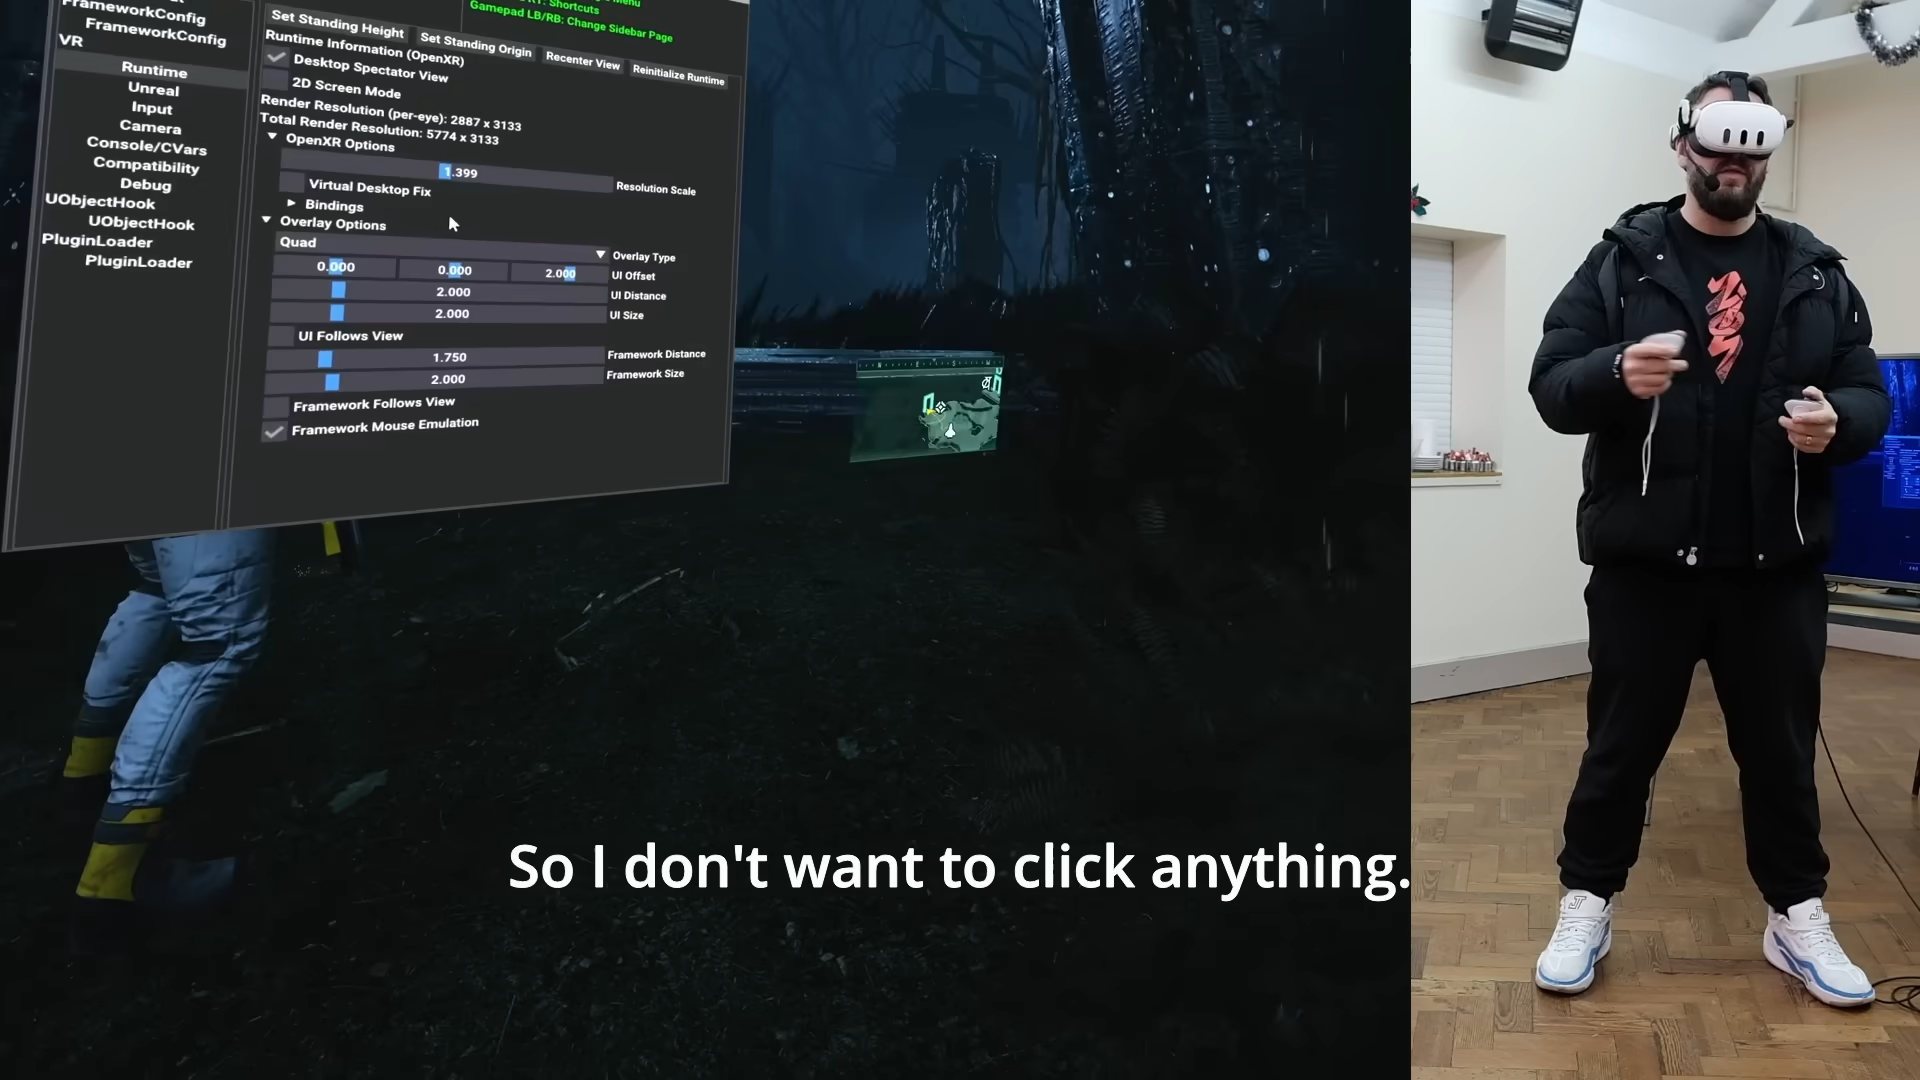 FrameworkConfig
FrameworkConfig
VR
Runtime
Unreal
Input
Camera
Console/CVars
Compatibility
Debug
UObjectHook
UObjectHook
PluginLoader
PluginLoader
Menu
RT: Shortcuts
Gamepad LB/RB: Change Sidebar Page
Set Standing Height Set Standing Origin Recenter View Reinitialize Runtime
Runtime Information (OpenXR)
Desktop Spectator View
2D Screen Mode
Render Resolution (per-eye): 2887 x 3133
Total Render Resolution: 5774 x 3133
OpenXR Options
1.399 Resolution Scale
Virtual Desktop Fix
Bindings
Overlay Options
Quad Overlay Type
0.000 0.000 2.000 UI Offset
2.000 UI Distance
2.000 UI Size
UI Follows View
1.750 Framework Distance
2.000 Framework Size
Framework Follows View
Framework Mouse Emulation
So I don't want to click anything.